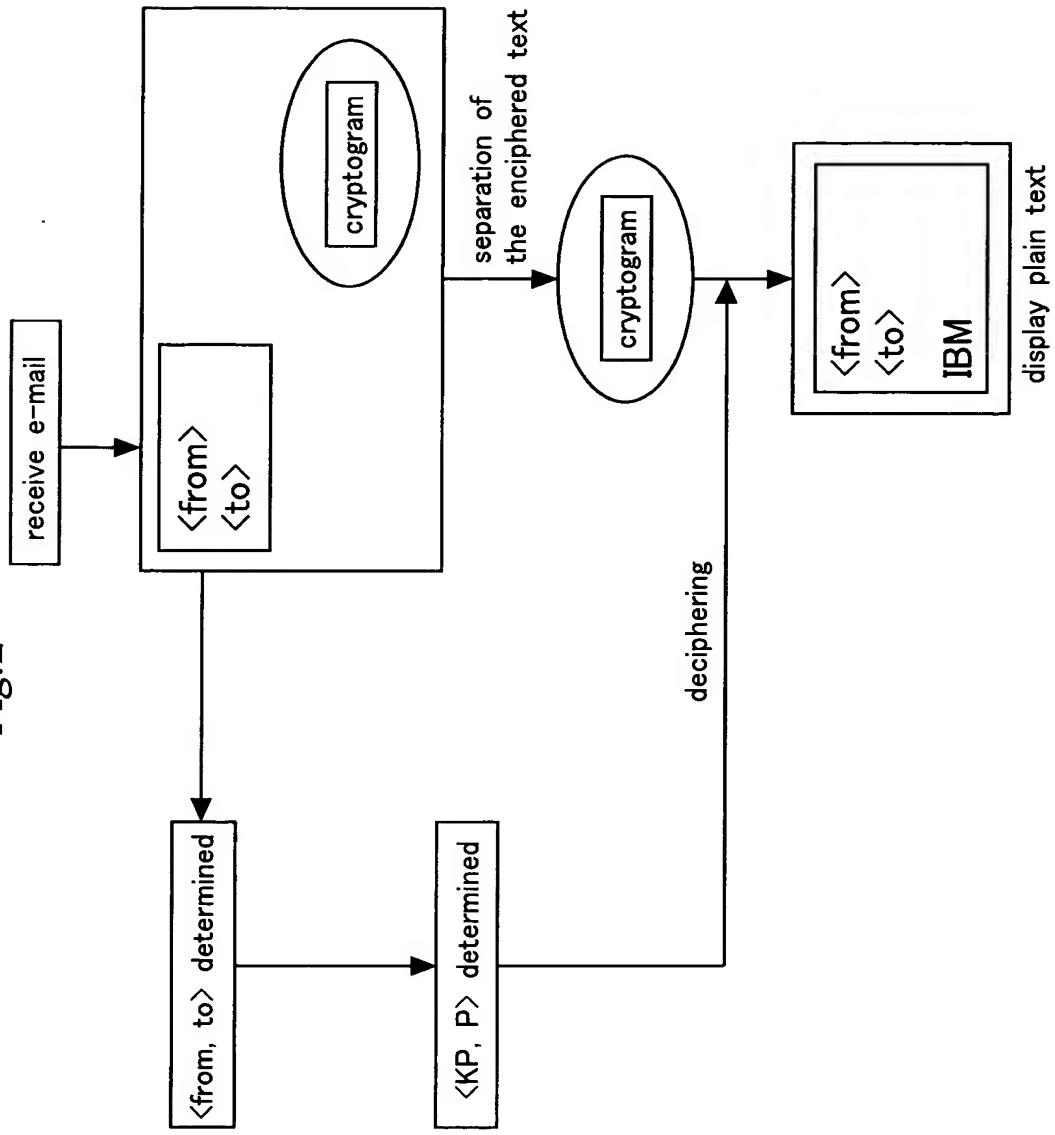 receive e-mail
<from>
<to>
cryptogram
<from, to> determined
separation of
the enciphered text
cryptogram
<KP, P> determined
deciphering
<from>
<to>
IBM
display plain text